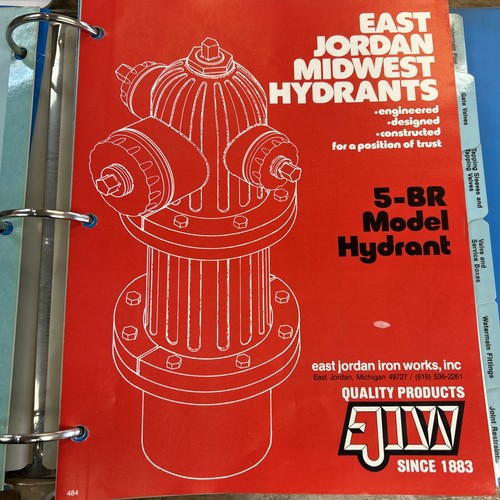 EAST
JORDAN
MIDWEST
HYDRANTS
•engineered
•designed
•constructed
for a position of trust
5-BR
Model
Hydrant
east jordan iron works, inc
East Jordan, Michigan 49727 / (616) 536-2261
QUALITY PRODUCTS
EJIW
SINCE 1883
484
Gate Valves
Tapping Sleeves and
Tapping Valves
Valve and
Service Boxes
Watermain Fittings
Joint Restraints